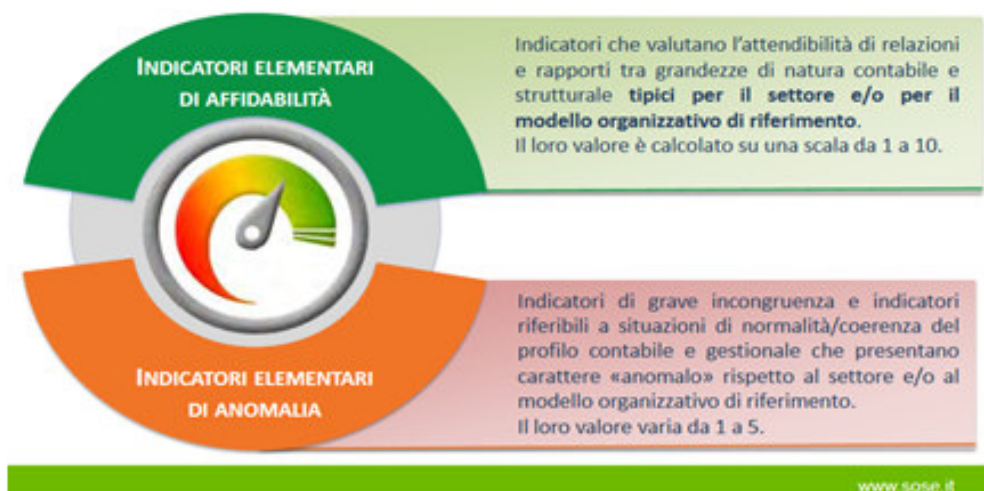 INDICATORI ELEMENTARI
DI AFFIDABILITÀ
Indicatori che valutano l'attendibilità di relazioni
e rapporti tra grandezze di natura contabile e
strutturale tipici per il settore e/o per il
modello organizzativo di riferimento.
Il loro valore è calcolato su una scala da 1 a 10.
INDICATORI ELEMENTARI
DI ANOMALIA
Indicatori di grave incongruenza e indicatori
riferibili a situazioni di normalità/coerenza del
profilo contabile e gestionale che presentano
carattere «anomalo» rispetto al settore e/o al
modello organizzativo di riferimento.
Il loro valore varia da 1 a 5.
www.sose.it